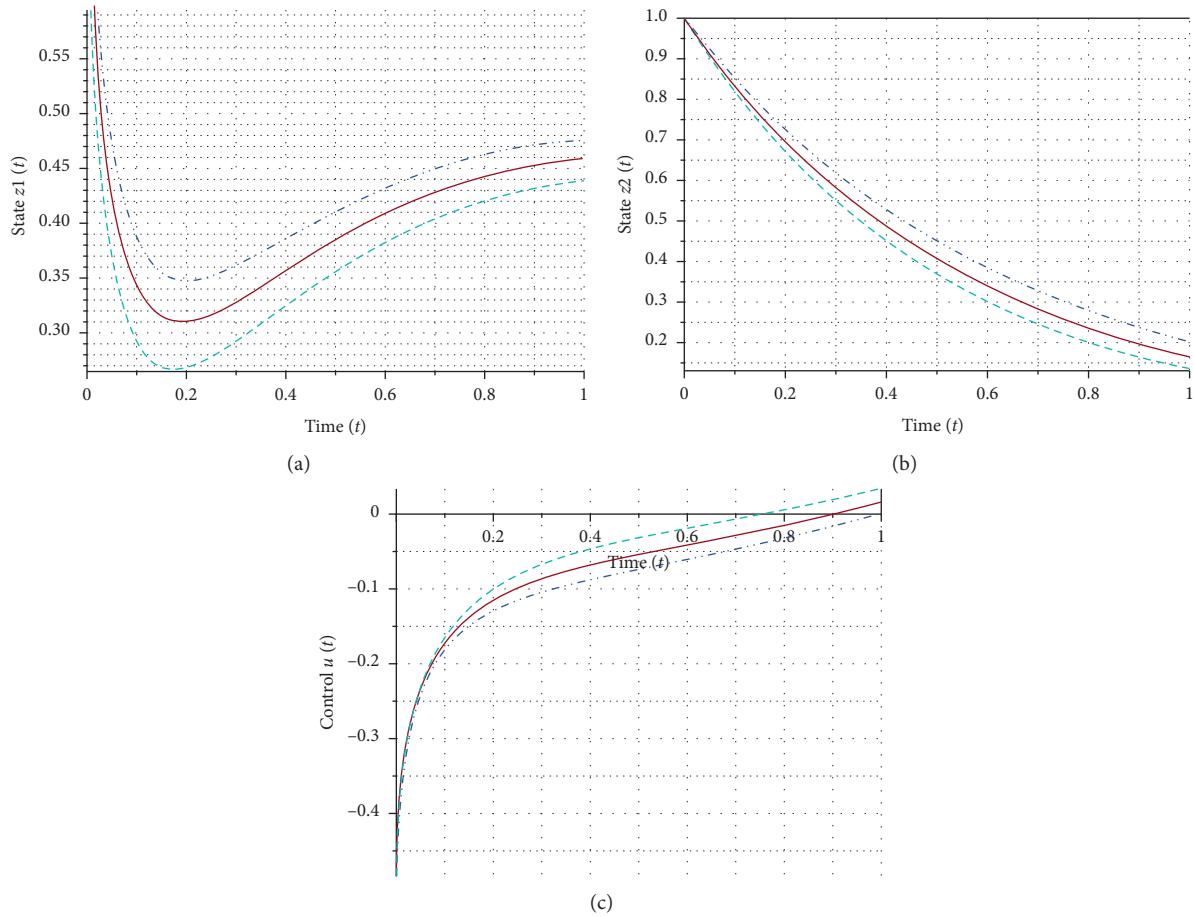 0.55
0.50
0.45
0.40
0.35
0.30
State z1 (t)
0 0.2 0.4 0.6 0.8 1
Time (t)
(a)
1.0
0.9
0.8
0.7
0.6
0.5
0.4
0.3
0.2
State z2 (t)
0 0.2 0.4 0.6 0.8 1
Time (t)
(b)
0
−0.1
−0.2
−0.3
−0.4
Control u (t)
0.2 0.4 0.6 0.8 1
Time (t)
(c)